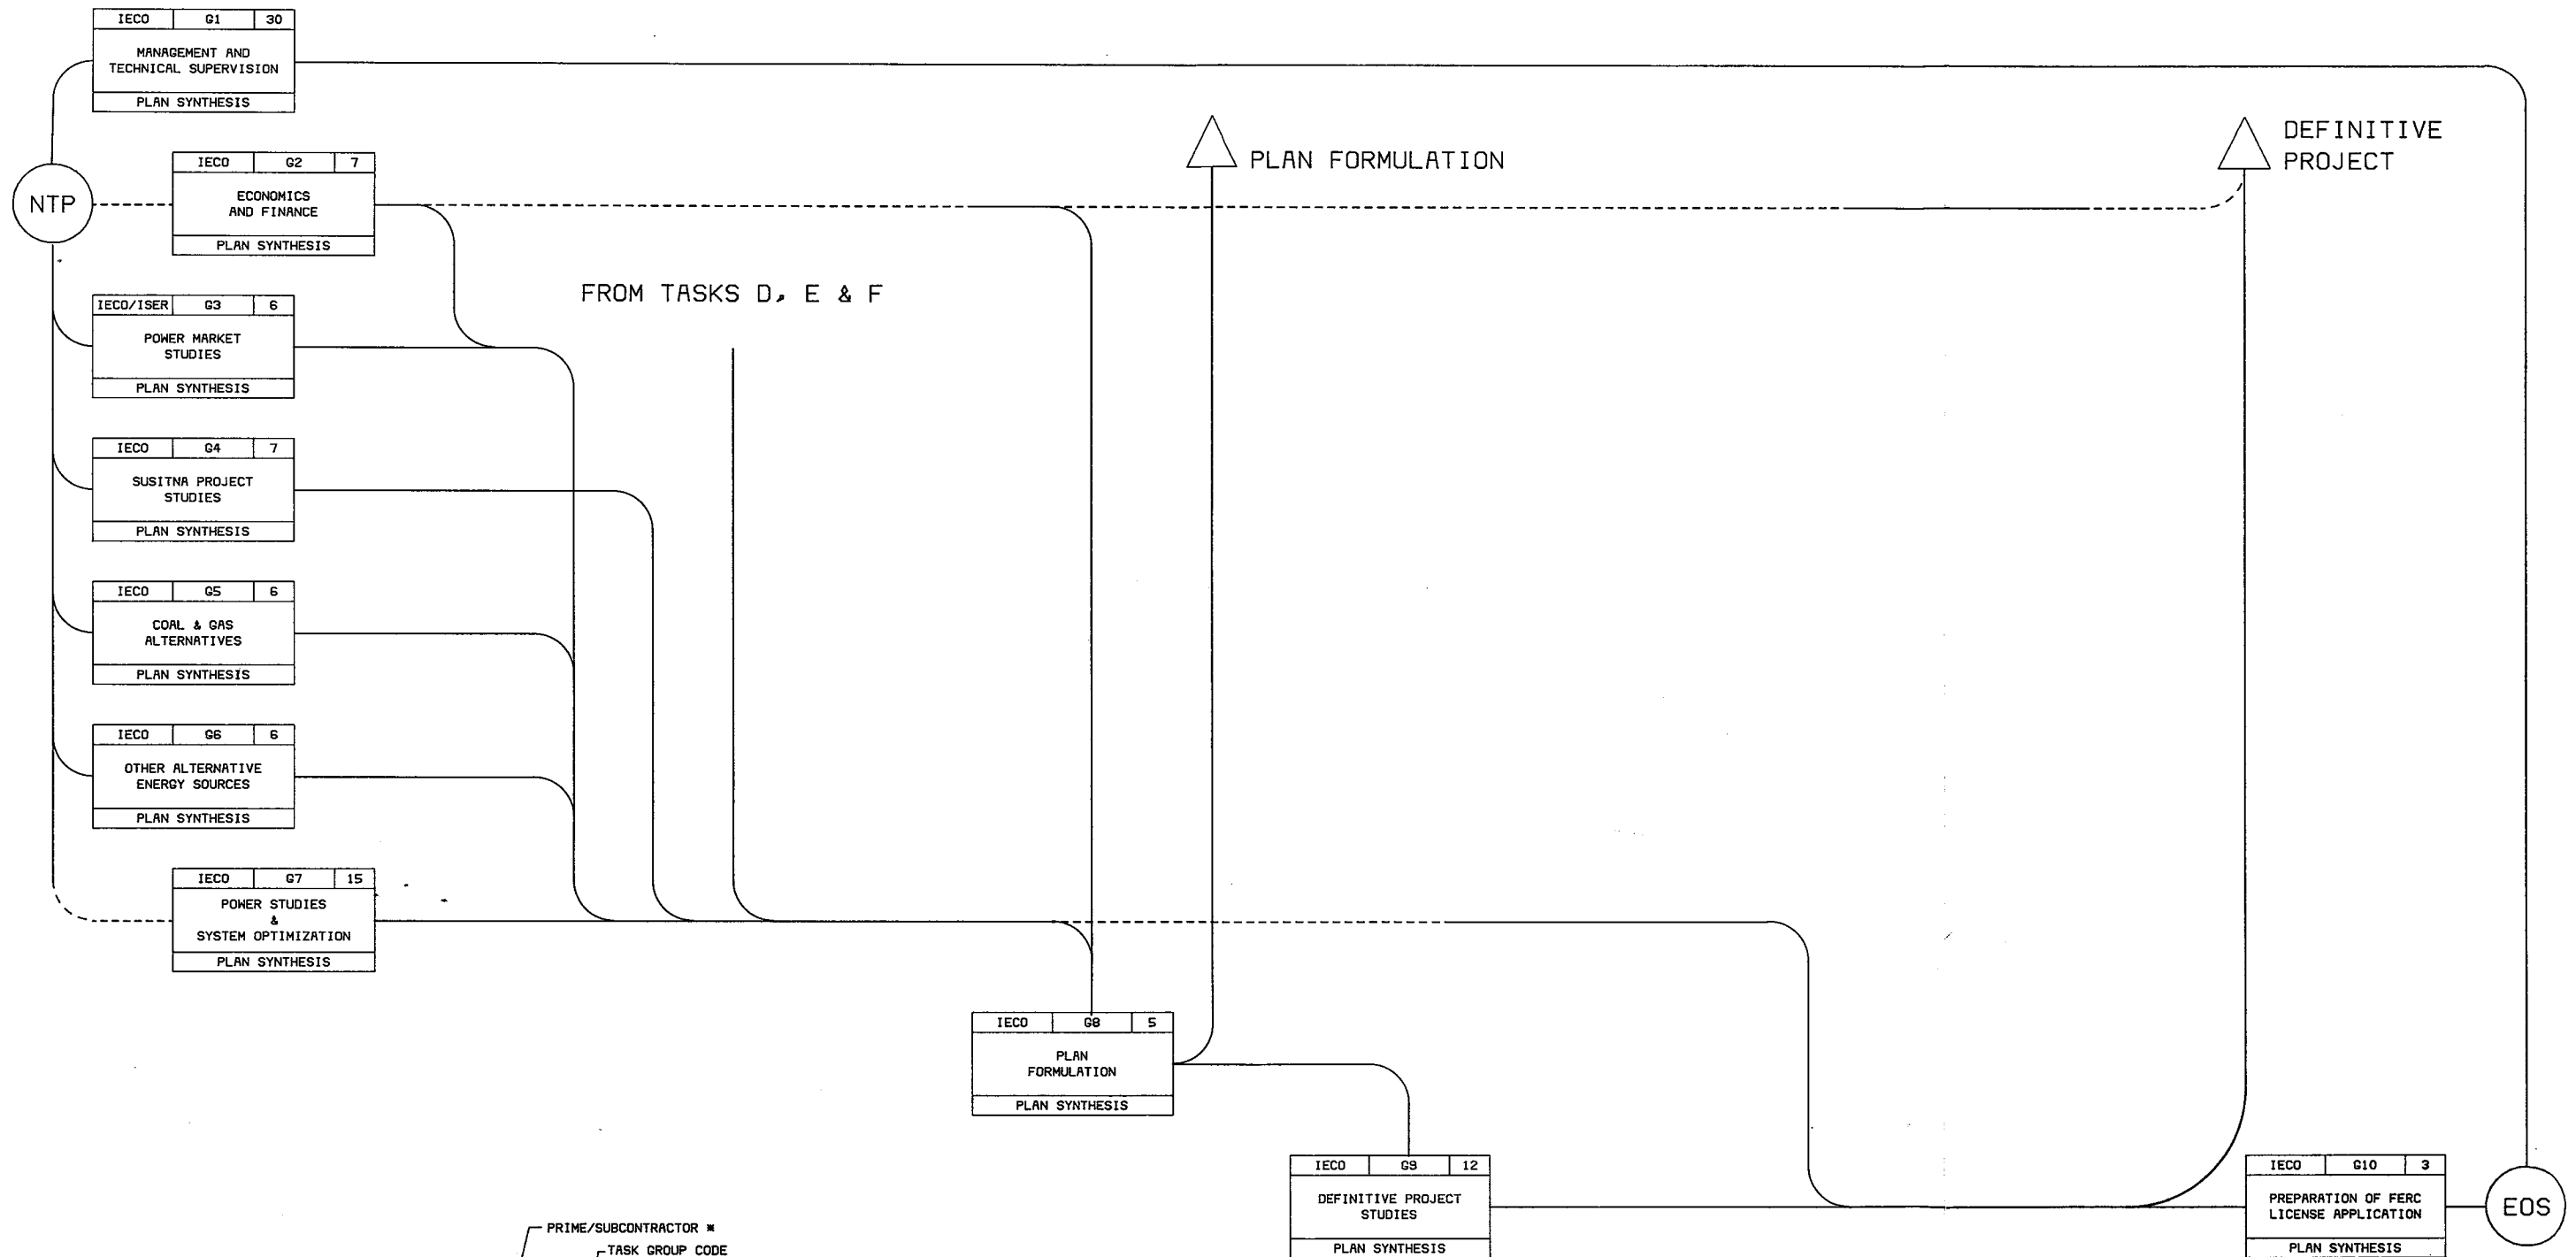 IECO G1 30
MANAGEMENT AND
TECHNICAL SUPERVISION
PLAN SYNTHESIS
NTP
IECO G2 7
ECONOMICS
AND FINANCE
PLAN SYNTHESIS
PLAN FORMULATION
DEFINITIVE
PROJECT
FROM TASKS D, E & F
IECO/ISER G3 6
POWER MARKET
STUDIES
PLAN SYNTHESIS
IECO G4 7
SUSITNA PROJECT
STUDIES
PLAN SYNTHESIS
IECO G5 6
COAL & GAS
ALTERNATIVES
PLAN SYNTHESIS
IECO G6 6
OTHER ALTERNATIVE
ENERGY SOURCES
PLAN SYNTHESIS
IECO G7 15
POWER STUDIES
&
SYSTEM OPTIMIZATION
PLAN SYNTHESIS
IECO G8 5
PLAN
FORMULATION
PLAN SYNTHESIS
IECO G9 12
DEFINITIVE PROJECT
STUDIES
PLAN SYNTHESIS
IECO G10 3
PREPARATION OF FERC
LICENSE APPLICATION
PLAN SYNTHESIS
EOS
PRIME/SUBCONTRACTOR *
TASK GROUP CODE